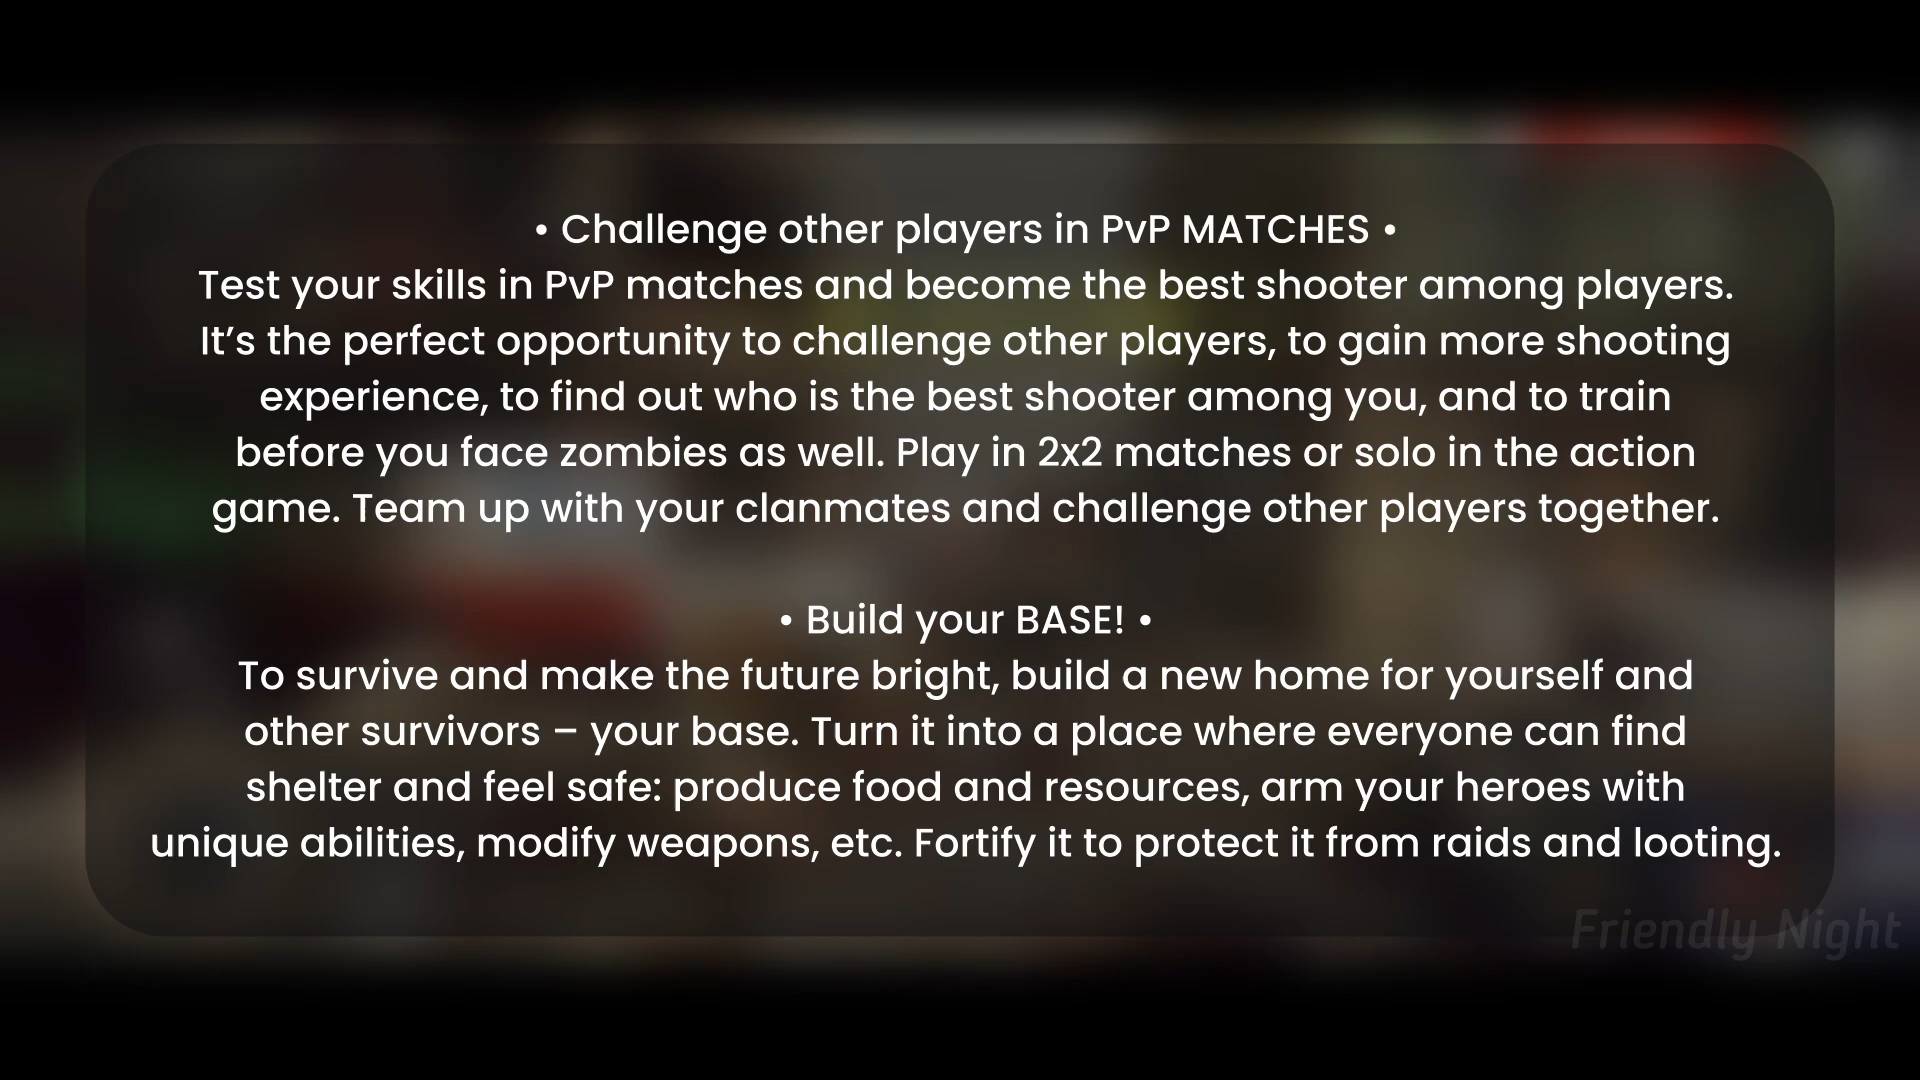 • Challenge other players in PvP MATCHES •
Test your skills in PvP matches and become the best shooter among players.
It’s the perfect opportunity to challenge other players, to gain more shooting
experience, to find out who is the best shooter among you, and to train
before you face zombies as well. Play in 2x2 matches or solo in the action
game. Team up with your clanmates and challenge other players together.
• Build your BASE! •
To survive and make the future bright, build a new home for yourself and
other survivors – your base. Turn it into a place where everyone can find
shelter and feel safe: produce food and resources, arm your heroes with
unique abilities, modify weapons, etc. Fortify it to protect it from raids and looting.
Friendly Night